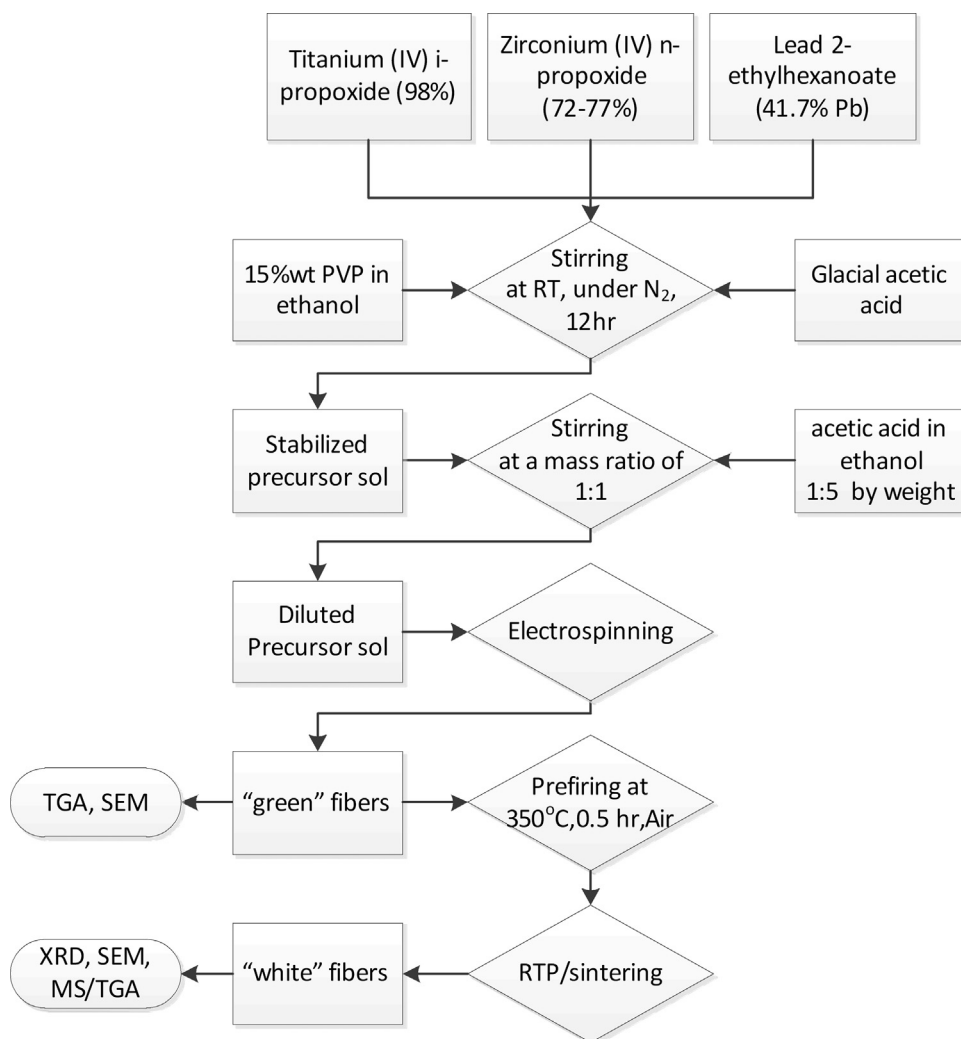 Titanium (IV) i-
propoxide (98%)
Zirconium (IV) n-
propoxide
(72-77%)
Lead 2-
ethylhexanoate
(41.7% Pb)
15%wt PVP in
ethanol
Stirring
at RT, under N₂,
12hr
Glacial acetic
acid
Stabilized
precursor sol
Stirring
at a mass ratio of
1:1
acetic acid in
ethanol
1:5 by weight
Diluted
Precursor sol
Electrospinning
TGA, SEM
“green” fibers
Prefiring at
350°C,0.5 hr,Air
XRD, SEM,
MS/TGA
“white” fibers
RTP/sintering